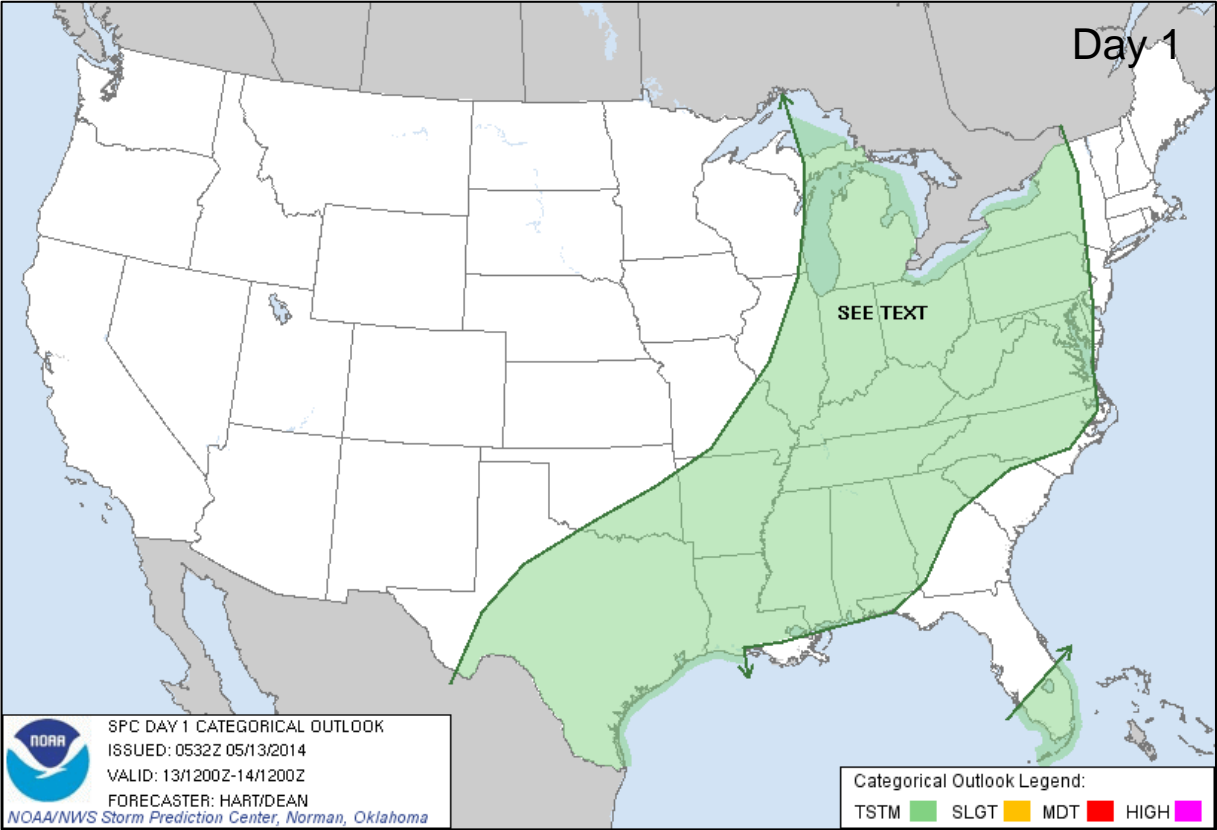 Day 1
SEE TEXT
SPC DAY 1 CATEGORICAL OUTLOOK
ISSUED: 0532Z 05/13/2014
VALID: 13/1200Z-14/1200Z
FORECASTER: HART/DEAN
NOAA/NWS Storm Prediction Center, Norman, Oklahoma
NOAA
Categorical Outlook Legend:
TSTM SLGT MDT HIGH